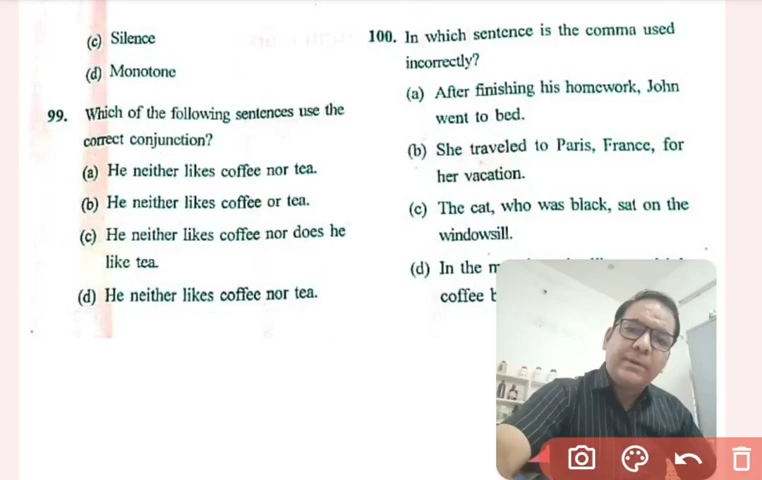 (c) Silence
(d) Monotone
99. Which of the following sentences use the
correct conjunction?
(a) He neither likes coffee nor tea.
(b) He neither likes coffee or tea.
(c) He neither likes coffee nor does he
like tea.
(d) He neither likes coffee nor tea.
100. In which sentence is the comma used
incorrectly?
(a) After finishing his homework, John
went to bed.
(b) She traveled to Paris, France, for
her vacation.
(c) The cat, who was black, sat on the
windowsill.
(d) In the
coffee